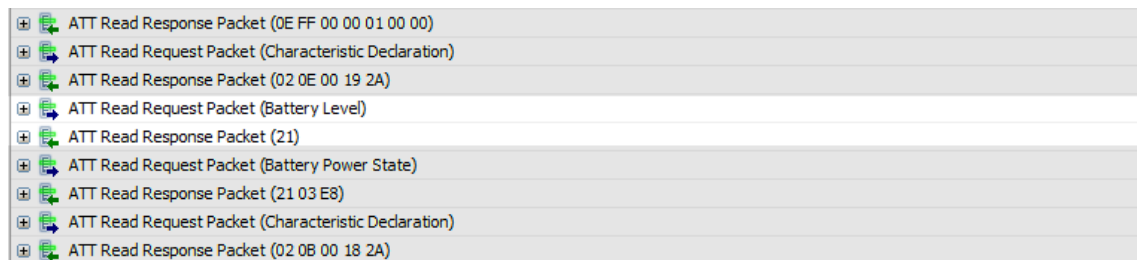 ATT Read Response Packet (0E FF 00 00 01 00 00)
ATT Read Request Packet (Characteristic Declaration)
ATT Read Response Packet (02 0E 00 19 2A)
ATT Read Request Packet (Battery Level)
ATT Read Response Packet (21)
ATT Read Request Packet (Battery Power State)
ATT Read Response Packet (21 03 E8)
ATT Read Request Packet (Characteristic Declaration)
ATT Read Response Packet (02 0B 00 18 2A)